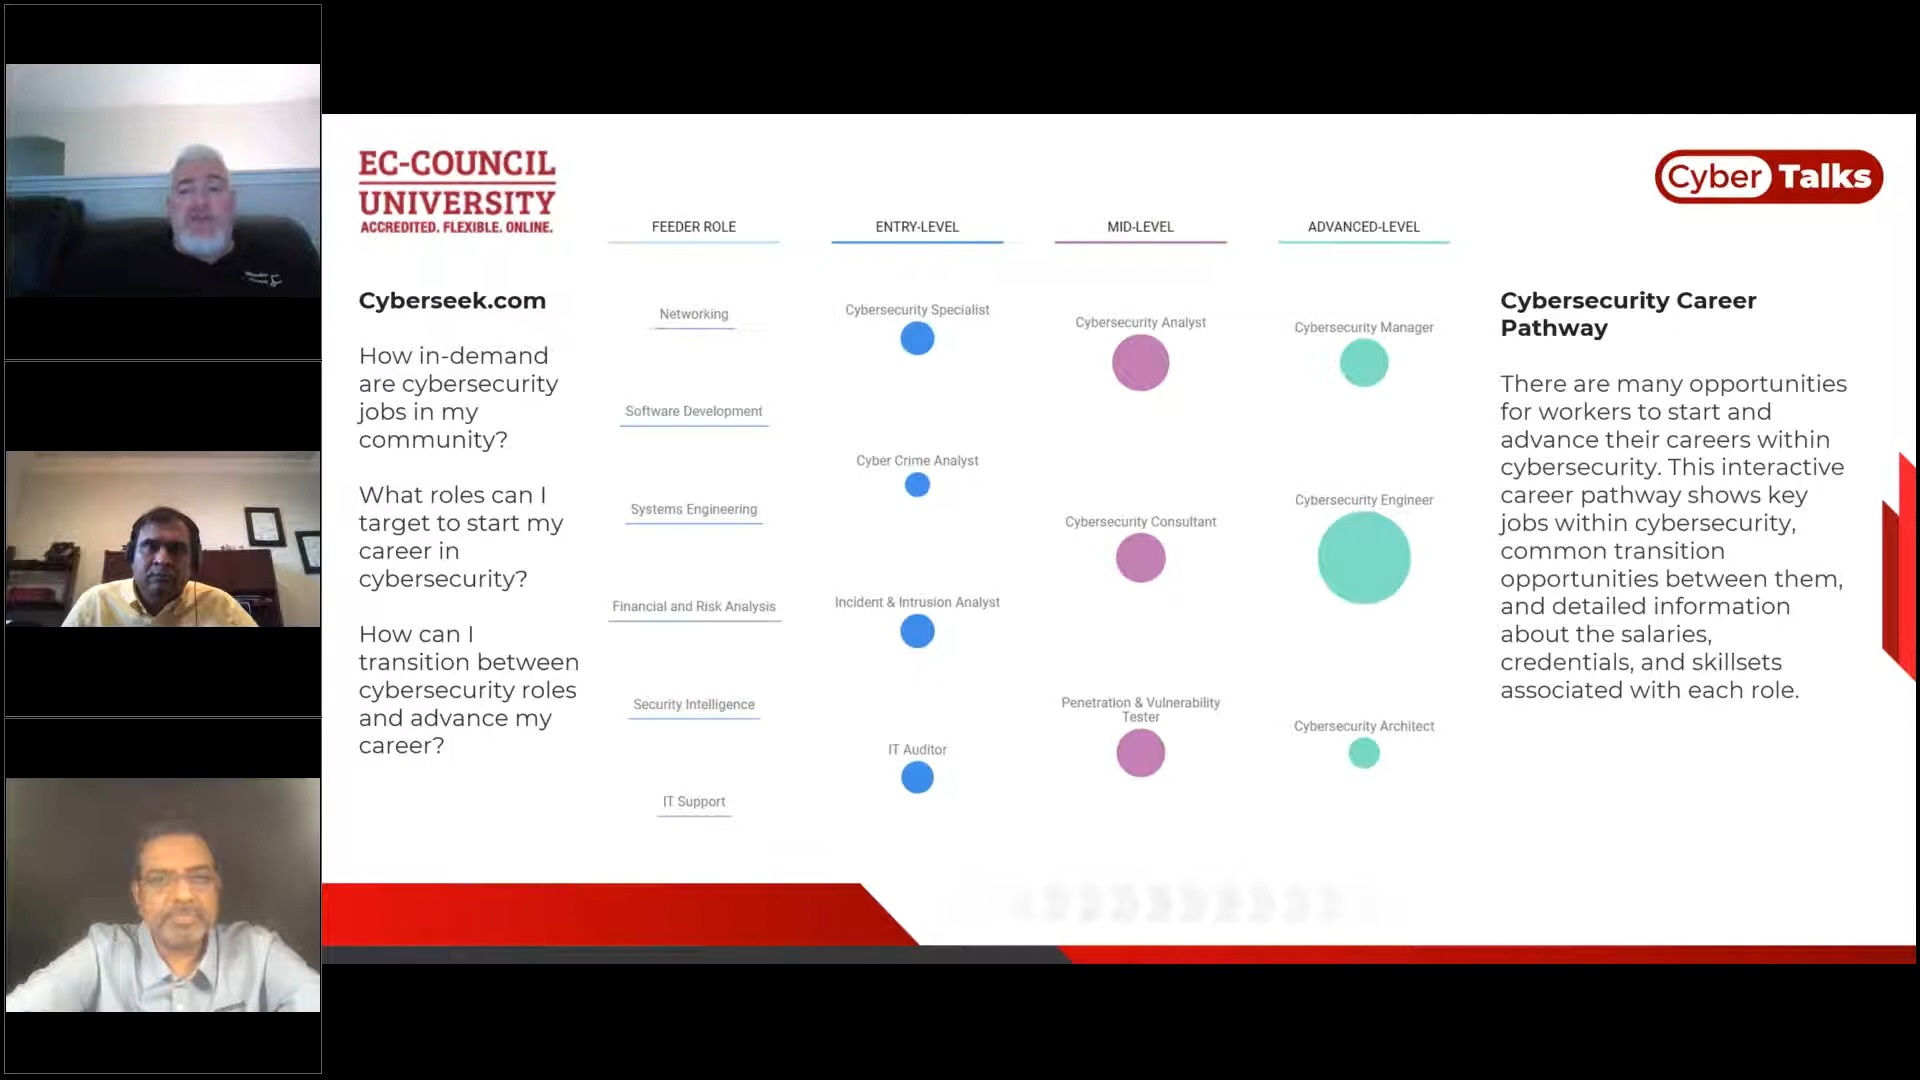 EC-COUNCIL
UNIVERSITY
ACCREDITED. FLEXIBLE. ONLINE.
Cyber Talks
FEEDER ROLE
ENTRY-LEVEL
MID-LEVEL
ADVANCED-LEVEL
Cyberseek.com
How in-demand
are cybersecurity
jobs in my
community?
What roles can I
target to start my
career in
cybersecurity?
How can I
transition between
cybersecurity roles
and advance my
career?
Networking
Software Development
Systems Engineering
Financial and Risk Analysis
Security Intelligence
IT Support
Cybersecurity Specialist
Cyber Crime Analyst
Incident & Intrusion Analyst
IT Auditor
Cybersecurity Analyst
Cybersecurity Consultant
Penetration & Vulnerability
Tester
Cybersecurity Manager
Cybersecurity Engineer
Cybersecurity Architect
Cybersecurity Career
Pathway
There are many opportunities
for workers to start and
advance their careers within
cybersecurity. This interactive
career pathway shows key
jobs within cybersecurity,
common transition
opportunities between them,
and detailed information
about the salaries,
credentials, and skillsets
associated with each role.